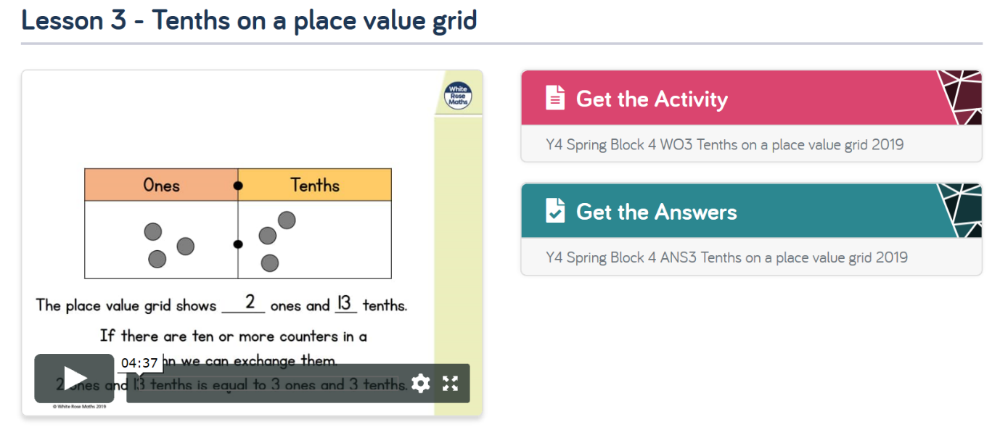 Lesson 3 - Tenths on a place value grid
White
Rose
Maths
Ones Tenths
The place value grid shows 2 ones and 13 tenths.
If there are ten or more counters in a
we can exchange them.
04:37
2 ones and 13 tenths is equal to 3 ones and 3 tenths.
© White Rose Maths 2019
Get the Activity
Y4 Spring Block 4 WO3 Tenths on a place value grid 2019
Get the Answers
Y4 Spring Block 4 ANS3 Tenths on a place value grid 2019